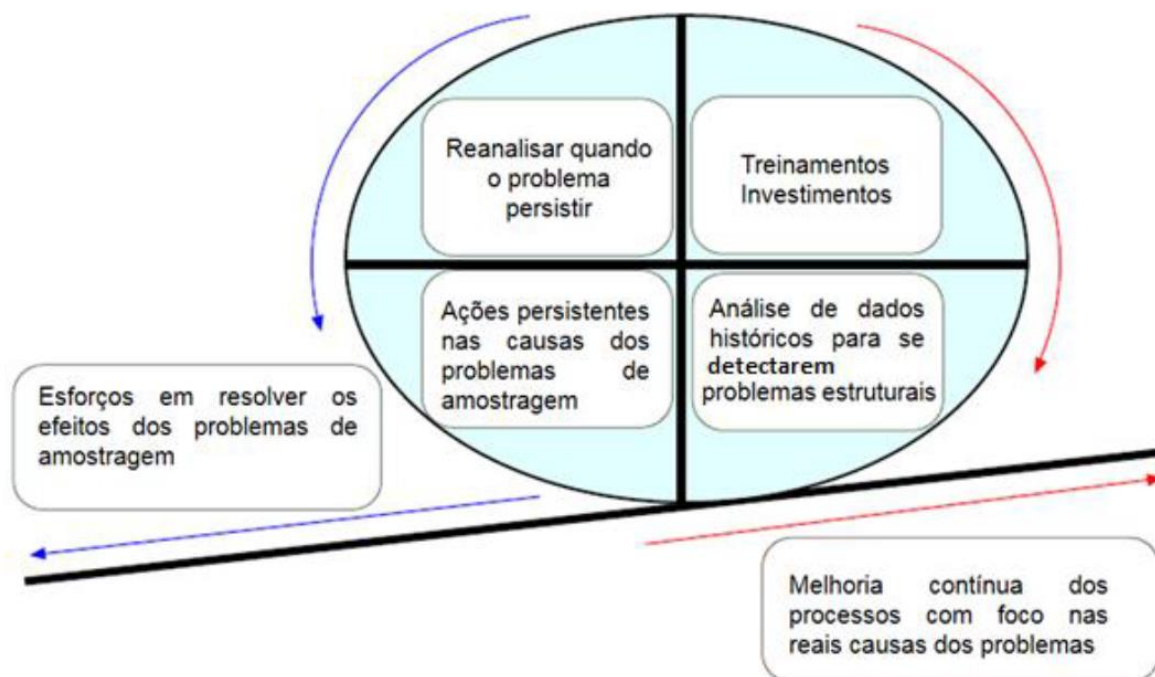 Reanalisar quando
o problema
persistir
Treinamentos
Investimentos
Ações persistentes
nas causas dos
problemas de
amostragem
Análise de dados
históricos para se
detectarem
problemas estruturais
Esforços em resolver os
efeitos dos problemas de
amostragem
Melhoria contínua dos
processos com foco nas
reais causas dos problemas